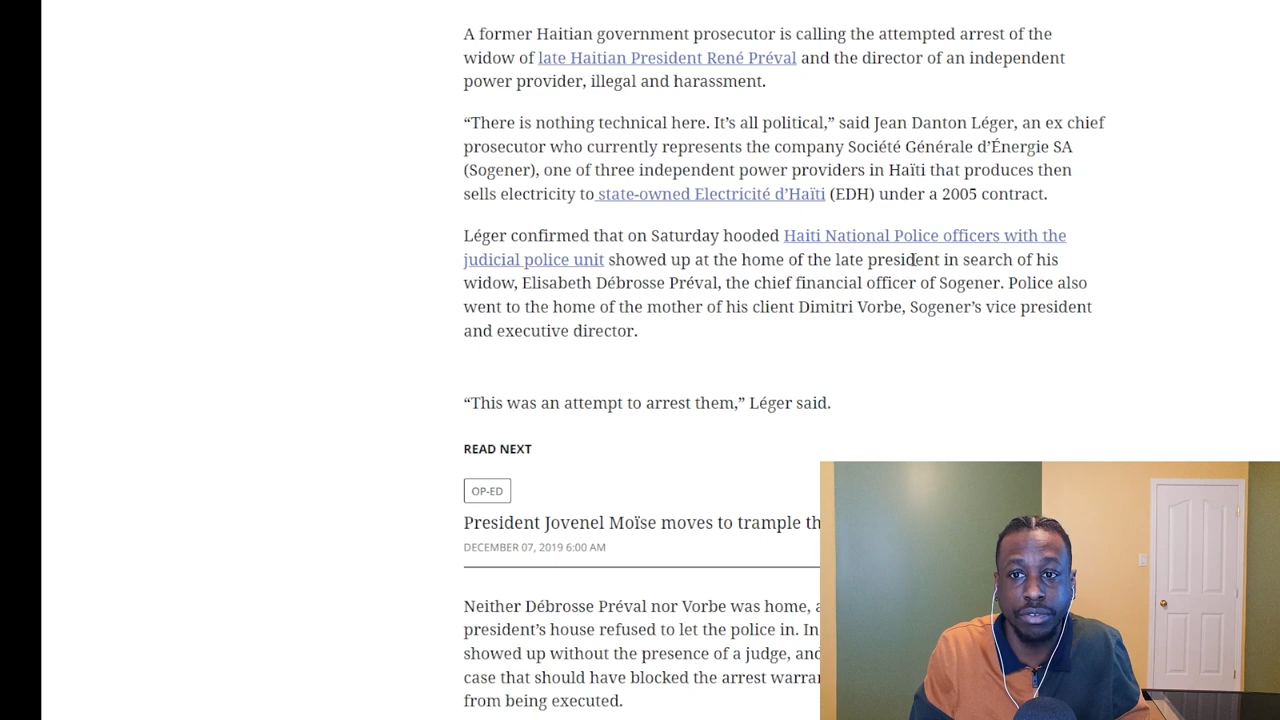 A former Haitian government prosecutor is calling the attempted arrest of the
widow of late Haitian President René Préval and the director of an independent
power provider, illegal and harassment.
“There is nothing technical here. It’s all political,” said Jean Danton Léger, an ex chief
prosecutor who currently represents the company Société Générale d’Énergie SA
(Sogener), one of three independent power providers in Haïti that produces then
sells electricity to state-owned Electricité d’Haïti (EDH) under a 2005 contract.
Léger confirmed that on Saturday hooded Haiti National Police officers with the
judicial police unit showed up at the home of the late president in search of his
widow, Elisabeth Débrosse Préval, the chief financial officer of Sogener. Police also
went to the home of the mother of his client Dimitri Vorbe, Sogener’s vice president
and executive director.
“This was an attempt to arrest them,” Léger said.
READ NEXT
OP-ED
President Jovenel Moïse moves to trample th
DECEMBER 07, 2019 6:00 AM
Neither Débrosse Préval nor Vorbe was home, a
president’s house refused to let the police in. In
showed up without the presence of a judge, and
case that should have blocked the arrest warra
from being executed.